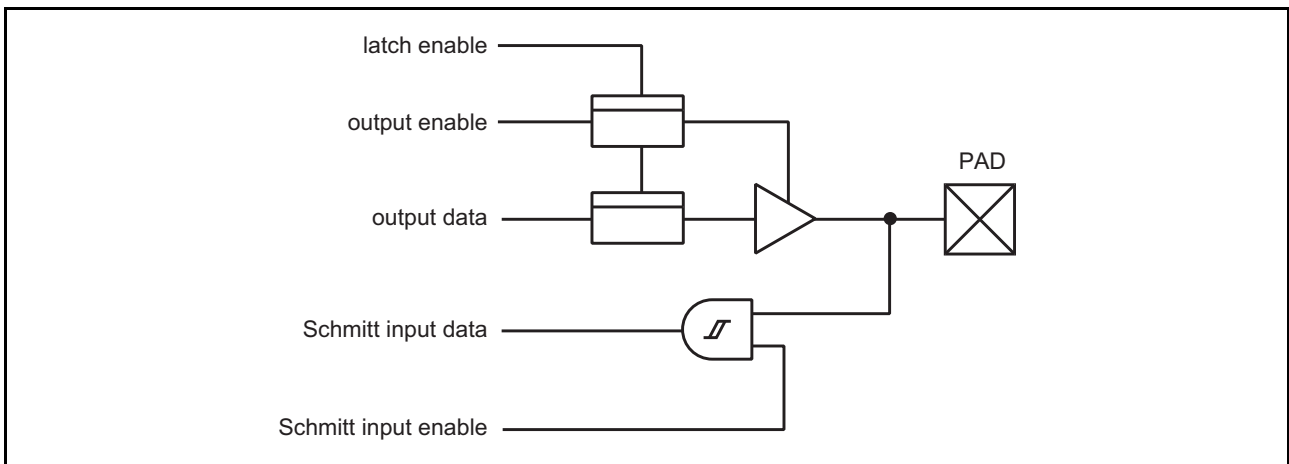 latch enable
output enable
PAD
output data
Schmitt input data
Schmitt input enable